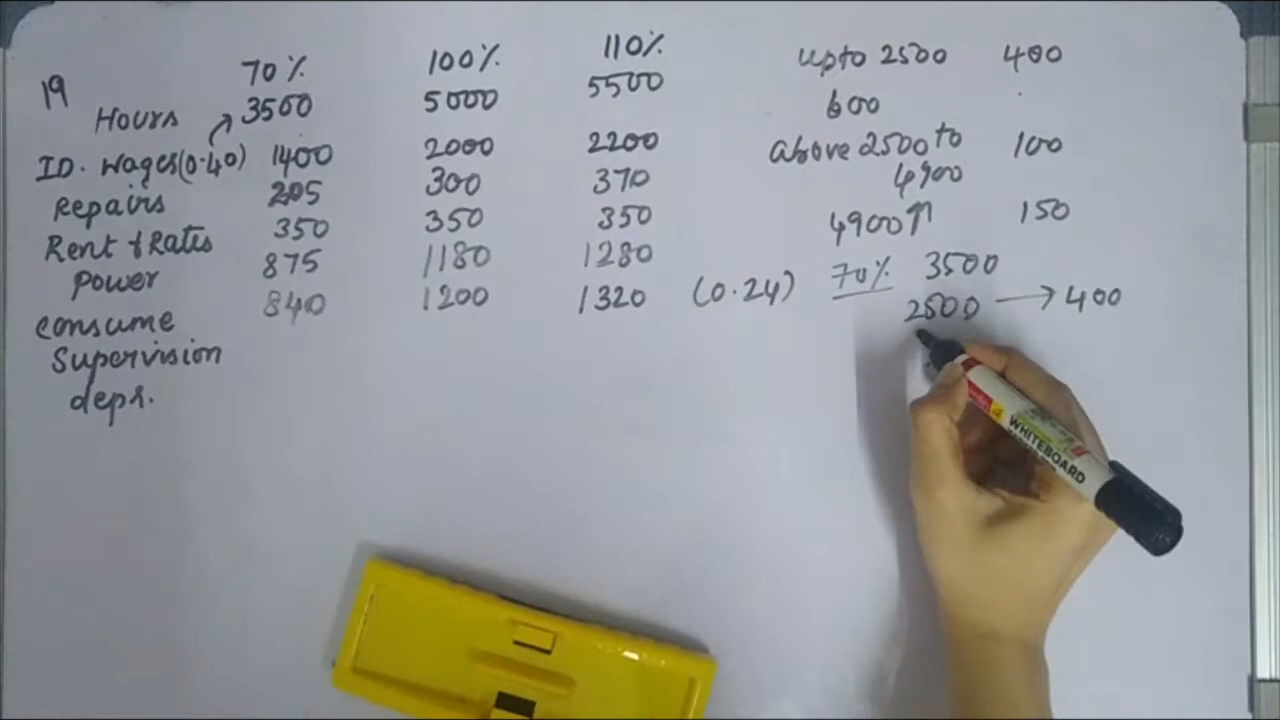 19 70% 100% 110%
Hours 3500 5000 5500
ID. wages(0.40) 1400 2000 2200
Repairs 205 300 370
Rent & Rates 350 350 350
Power 875 1180 1280
consume 840 1200 1320 (0.24)
Supervision
depr.
upto 2500 400
600
above 2500 to 100
4900
4900↑ 150
70% 3500
2500 → 400
WHITEBOARD